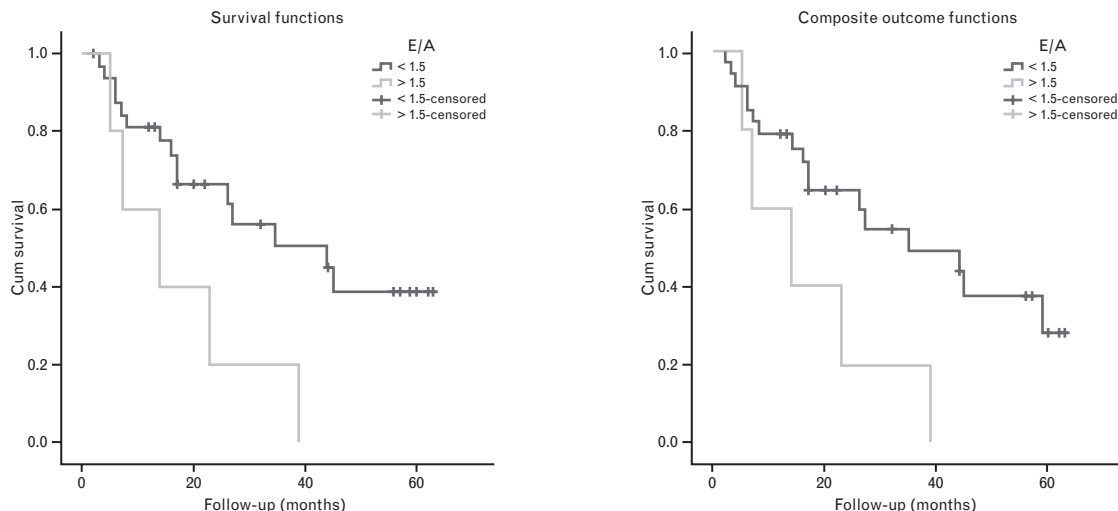 Survival functions
E/A
< 1.5
> 1.5
< 1.5-censored
> 1.5-censored
1.0
0.8
0.6
0.4
0.2
0.0
Cum survival
0
20
40
60
Follow-up (months)
Composite outcome functions
E/A
< 1.5
> 1.5
< 1.5-censored
> 1.5-censored
1.0
0.8
0.6
0.4
0.2
0.0
Cum survival
0
20
40
60
Follow-up (months)